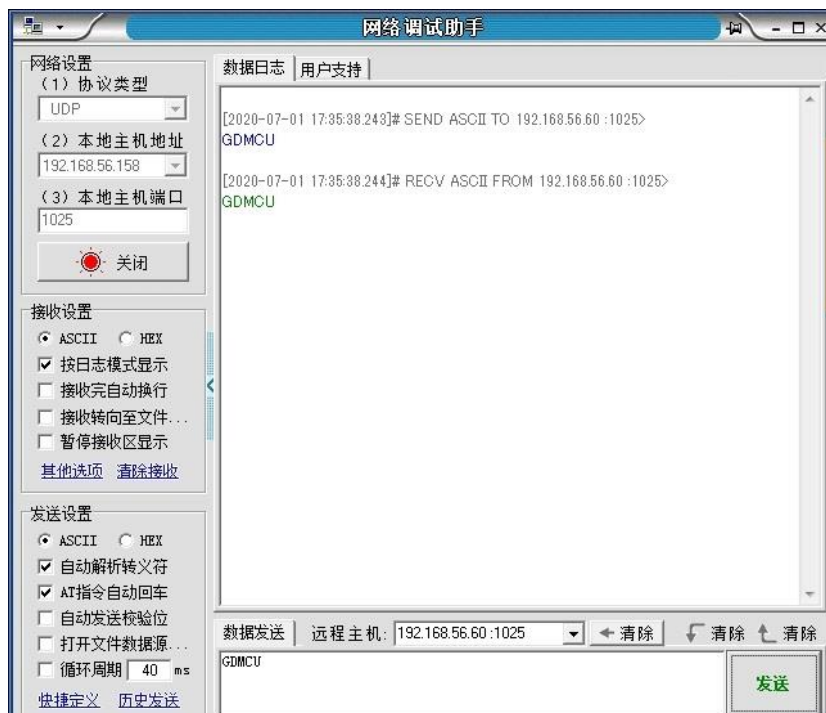 网络调试助手
网络设置
(1) 协议类型
UDP
(2) 本地主机地址
192.168.56.158
(3) 本地主机端口
1025
关闭
接收设置
ASCII HEX
按日志模式显示
接收完自动换行
接收转向至文件...
暂停接收区显示
其他选项 清除接收
发送设置
ASCII HEX
自动解析转义符
AT指令自动回车
自动发送校验位
打开文件数据源...
循环周期 40 ms
快捷定义 历史发送
数据日志 用户支持
[2020-07-01 17:35:38.243]# SEND ASCII TO 192.168.56.60 :1025>
GDMCU
[2020-07-01 17:35:38.244]# RECV ASCII FROM 192.168.56.60 :1025>
GDMCU
数据发送 远程主机: 192.168.56.60 :1025 清除 清除 清除
GDMCU
发送